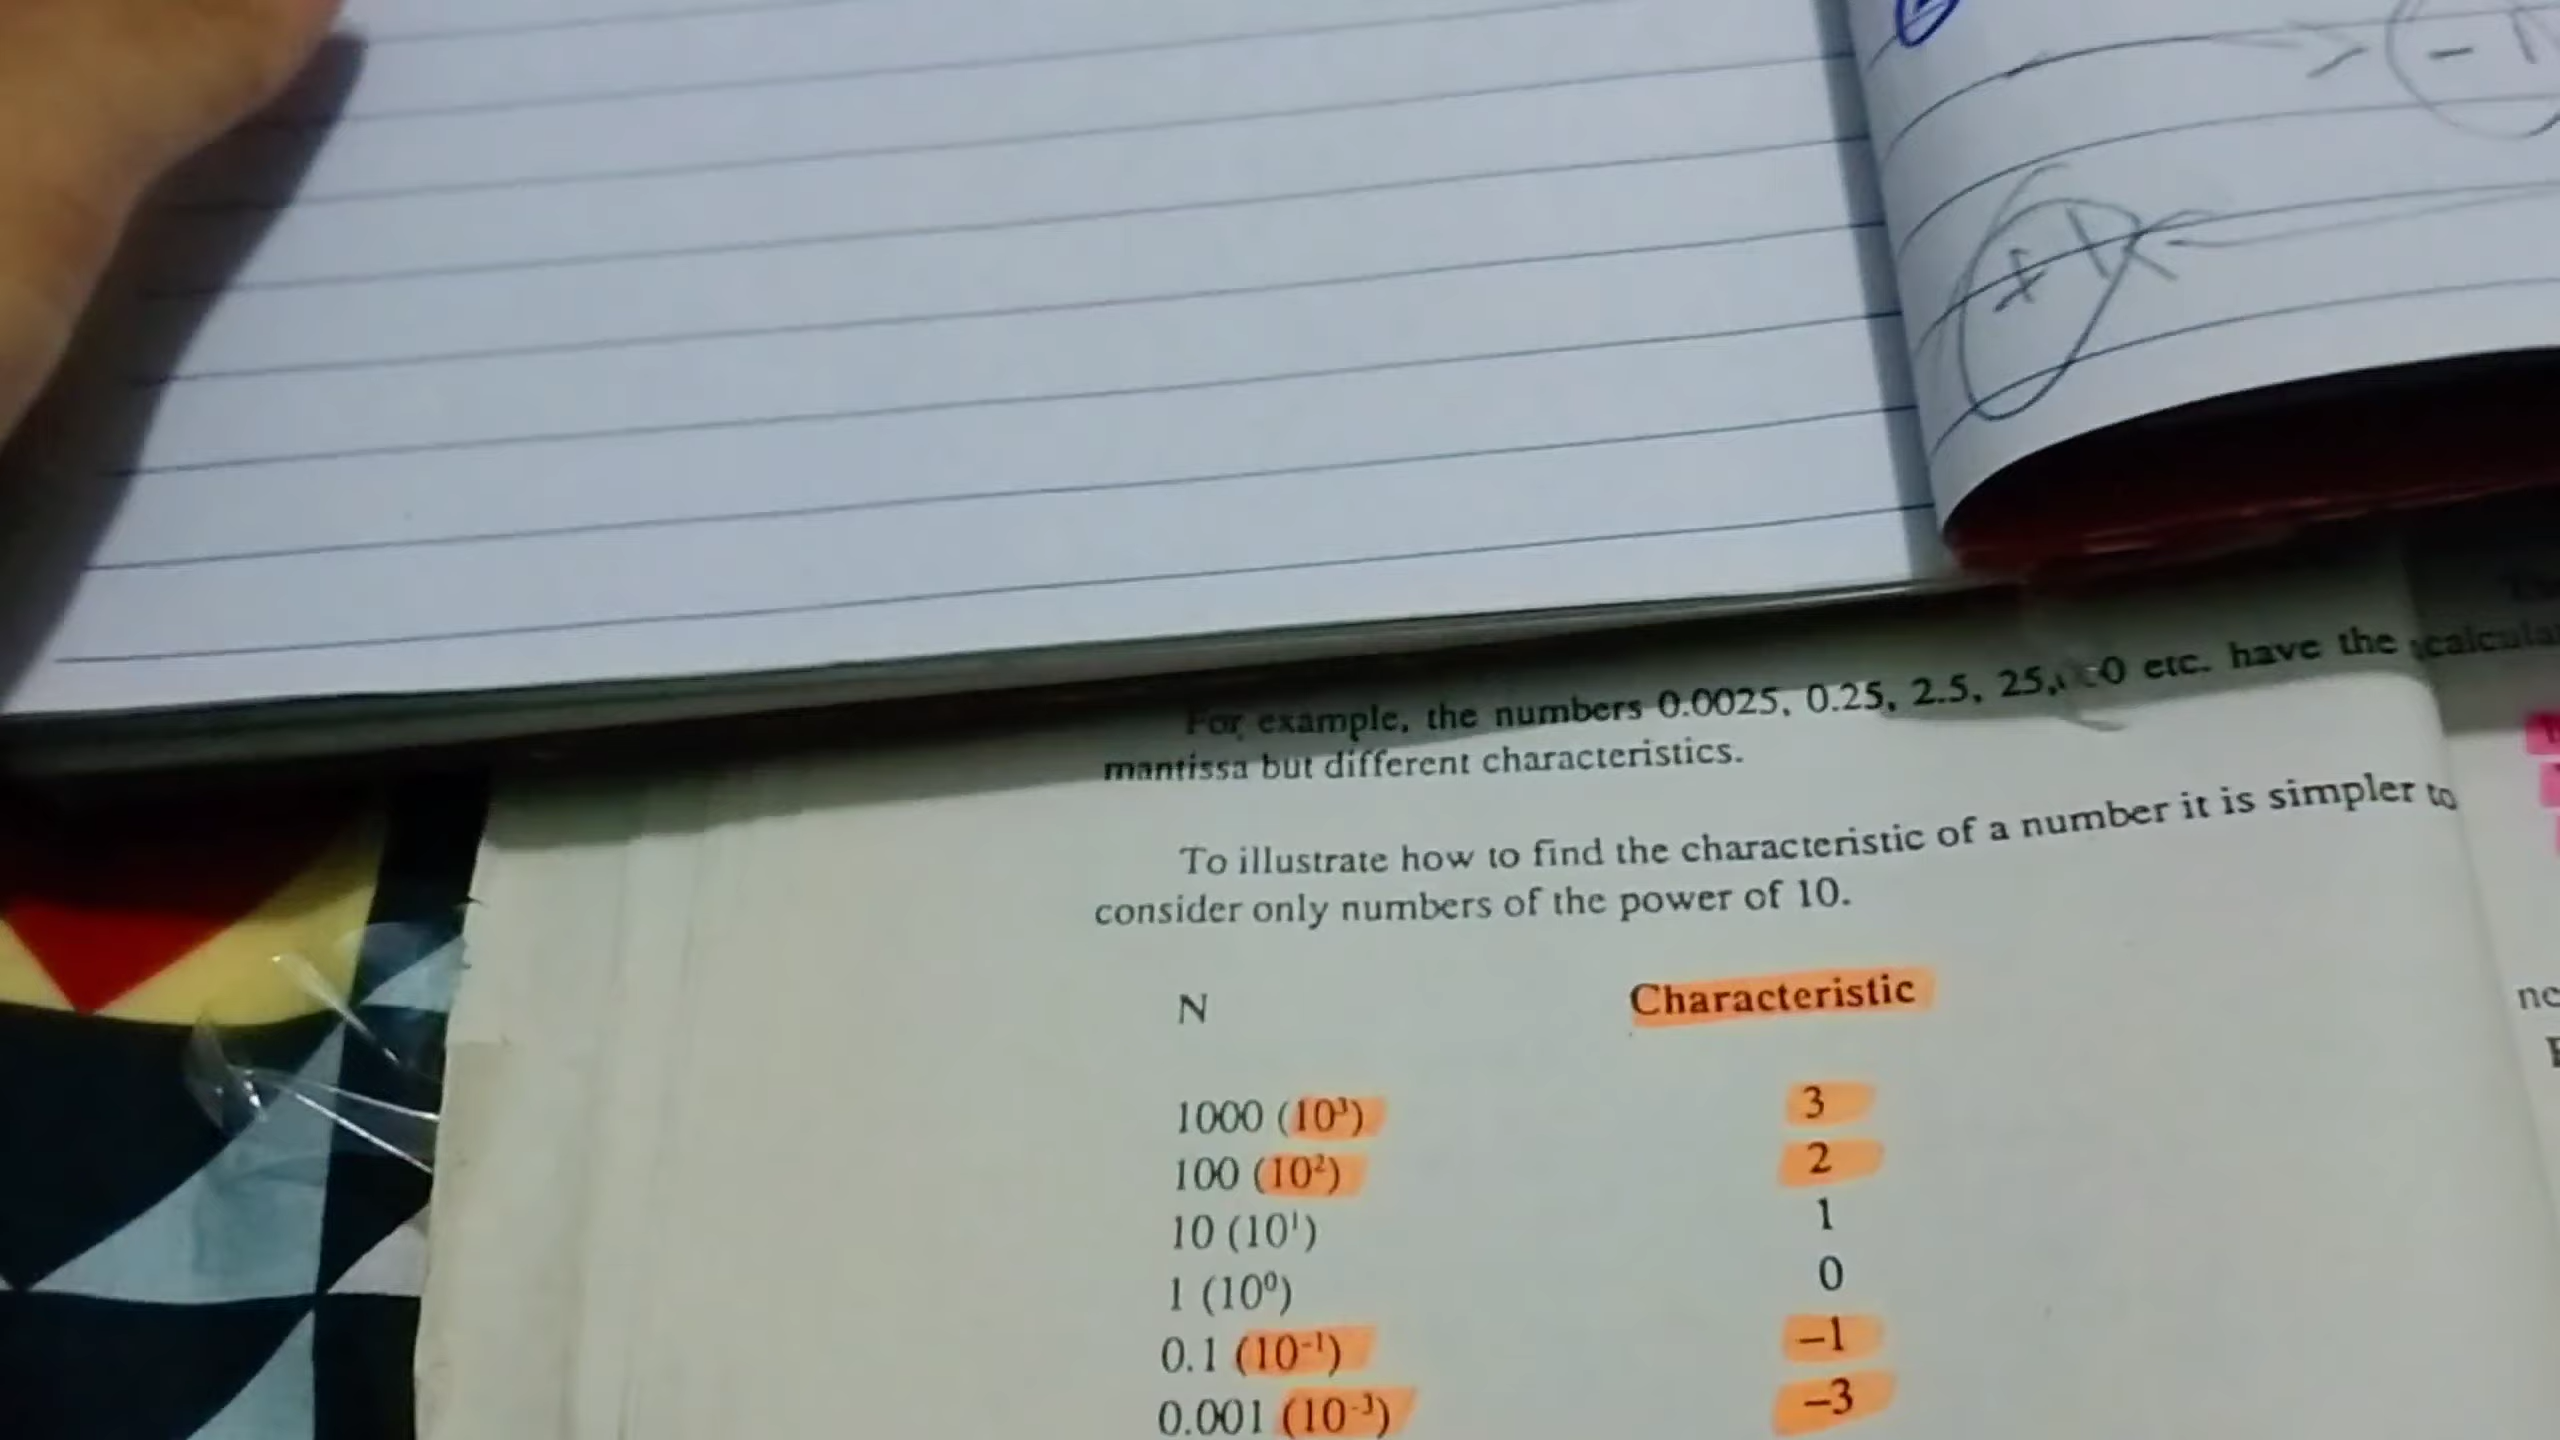 - 1
+ 1
For example, the numbers 0.0025, 0.25, 2.5, 25, etc. have the
mantissa but different characteristics.
To illustrate how to find the characteristic of a number it is simpler to
consider only numbers of the power of 10.
N Characteristic
1000 (10³) 3
100 (10²) 2
10 (10¹) 1
1 (10⁰) 0
0.1 (10⁻¹) −1
0.001 (10⁻³) −3